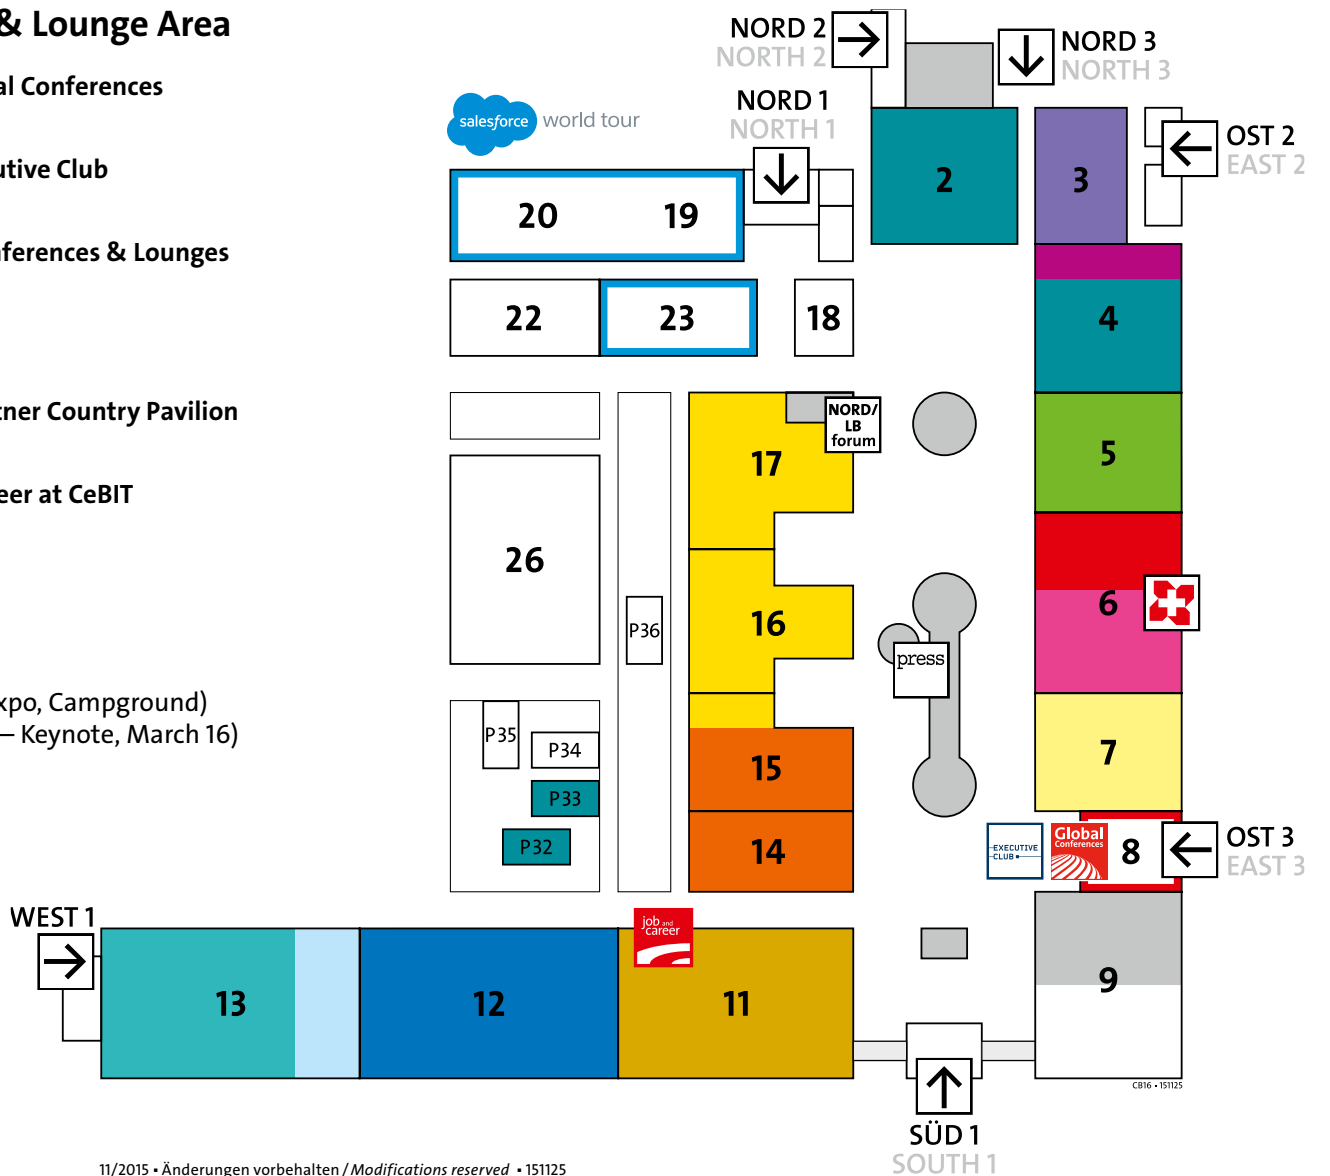 & Lounge Area
al Conferences
utive Club
nferences & Lounges
tner Country Pavilion
eer at CeBIT
xpo, Campground)
– Keynote, March 16)
NORD 2
NORTH 2
NORD 3
NORTH 3
NORD 1
NORTH 1
OST 2
EAST 2
salesforce world tour
20
19
2
3
22
23
18
4
17
NORD/
LB
forum
5
26
P36
16
6
press
P35
P34
P33
P32
15
7
14
EXECUTIVE
CLUB
Global
Conferences
8
OST 3
EAST 3
WEST 1
job and
career
13
12
11
9
CB16 • 151125
SÜD 1
SOUTH 1
11/2015 ▪ Änderungen vorbehalten / Modifications reserved ▪ 151125